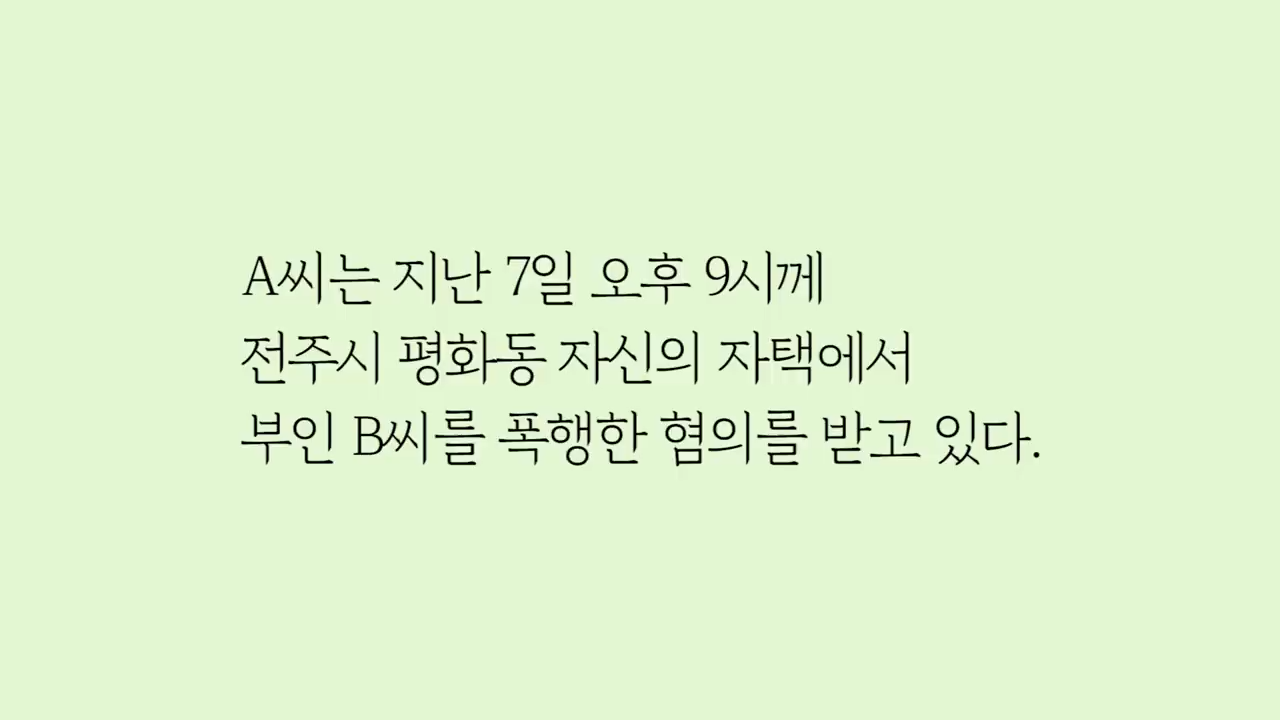 A씨는 지난 7일 오후 9시께
전주시 평화동 자신의 자택에서
부인 B씨를 폭행한 혐의를 받고 있다.